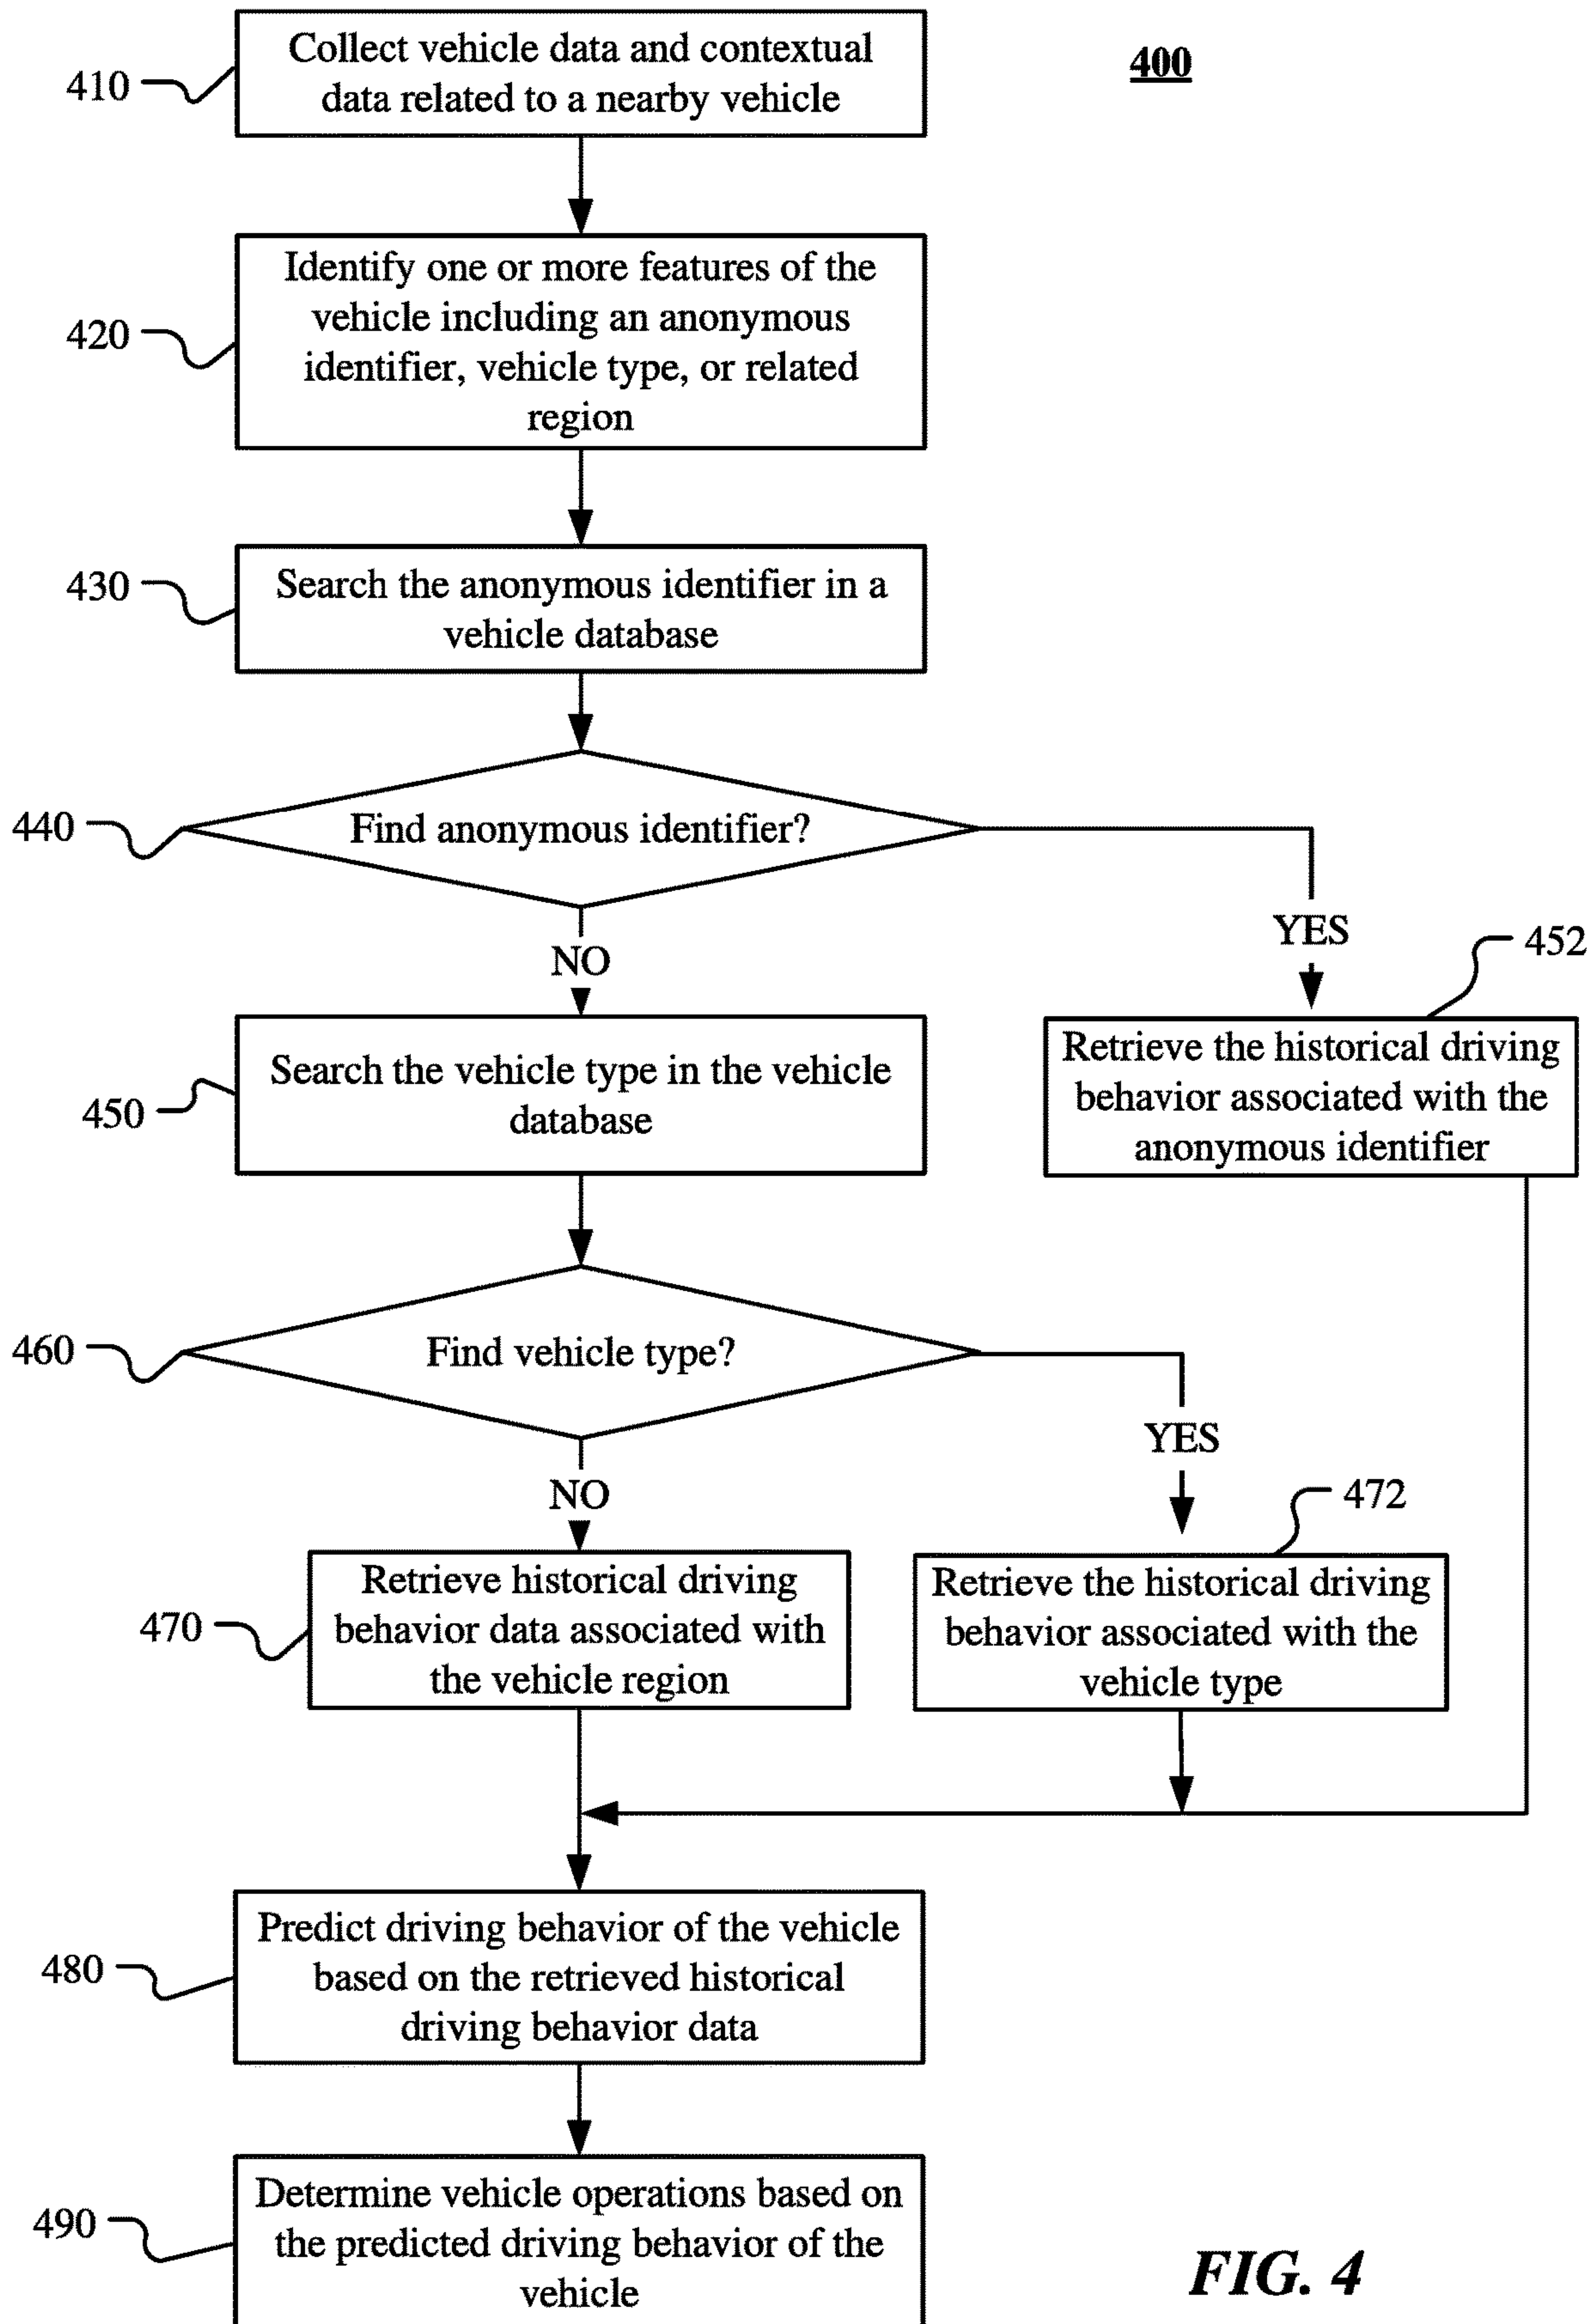 400
410
Collect vehicle data and contextual
data related to a nearby vehicle
420
Identify one or more features of the
vehicle including an anonymous
identifier, vehicle type, or related
region
430
Search the anonymous identifier in a
vehicle database
440
Find anonymous identifier?
YES
NO
452
Retrieve the historical driving
behavior associated with the
anonymous identifier
450
Search the vehicle type in the vehicle
database
460
Find vehicle type?
YES
NO
472
Retrieve the historical driving
behavior associated with the
vehicle type
470
Retrieve historical driving
behavior data associated with
the vehicle region
480
Predict driving behavior of the vehicle
based on the retrieved historical
driving behavior data
490
Determine vehicle operations based on
the predicted driving behavior of the
vehicle
FIG. 4